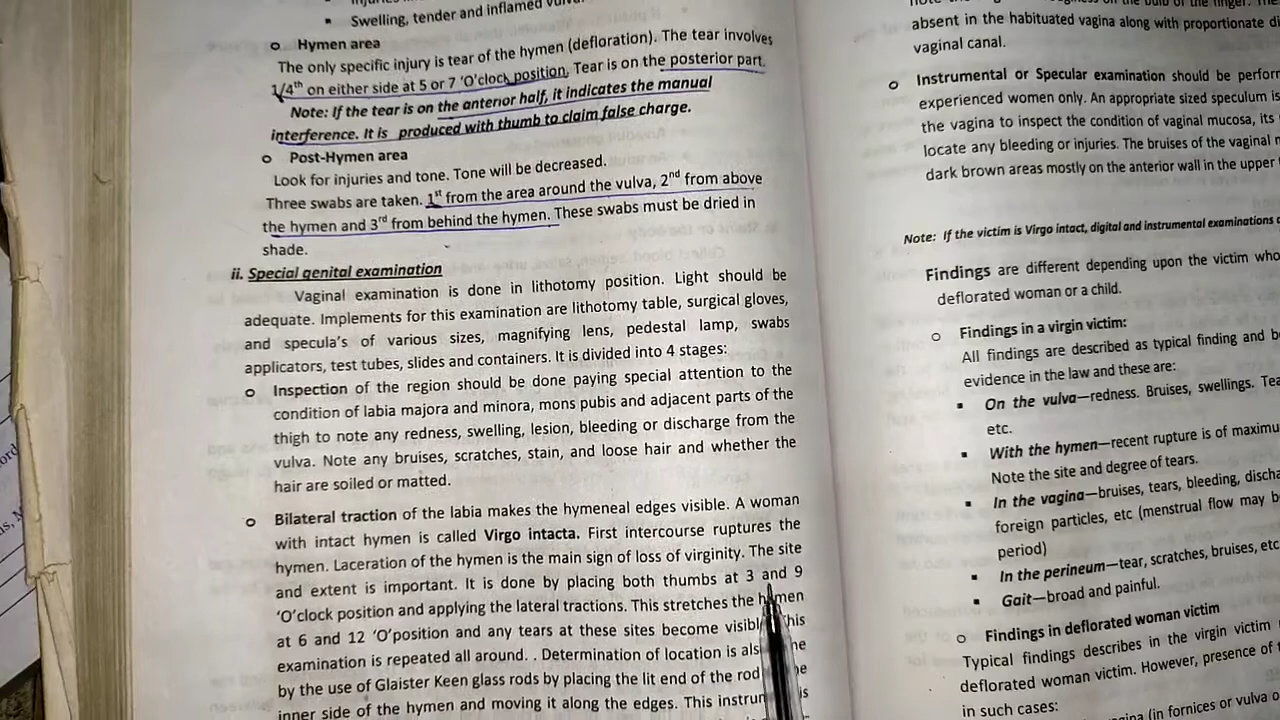 Swelling, tender and inflamed
o Hymen area
The only specific injury is tear of the hymen (defloration). The tear involves
1/4th on either side at 5 or 7 'O'clock position. Tear is on the posterior part.
Note: If the tear is on the anterior half, it indicates the manual
interference. It is produced with thumb to claim false charge.
o Post-Hymen area
Look for injuries and tone. Tone will be decreased.
Three swabs are taken. 1st from the area around the vulva, 2nd from above
the hymen and 3rd from behind the hymen. These swabs must be dried in
shade.
ii. Special genital examination
Vaginal examination is done in lithotomy position. Light should be
adequate. Implements for this examination are lithotomy table, surgical gloves,
and specula's of various sizes, magnifying lens, pedestal lamp, swabs
applicators, test tubes, slides and containers. It is divided into 4 stages:
o Inspection of the region should be done paying special attention to the
condition of labia majora and minora, mons pubis and adjacent parts of the
thigh to note any redness, swelling, lesion, bleeding or discharge from the
vulva. Note any bruises, scratches, stain, and loose hair and whether the
hair are soiled or matted.
o Bilateral traction of the labia makes the hymeneal edges visible. A woman
with intact hymen is called Virgo intacta. First intercourse ruptures the
hymen. Laceration of the hymen is the main sign of loss of virginity. The site
and extent is important. It is done by placing both thumbs at 3 and 9
'O'clock position and applying the lateral tractions. This stretches the hymen
at 6 and 12 'O'position and any tears at these sites become
examination is repeated all around. . Determination of location is
by the use of Glaister Keen glass rods by placing the lit end of the rod
inner side of the hymen and moving it along the edges. This
absent in the habituated vagina along with proportionate
vaginal canal.
o Instrumental or Specular examination should be
experienced women only. An appropriate sized speculum is
the vagina to inspect the condition of vaginal mucosa, its
locate any bleeding or injuries. The bruises of the vaginal
dark brown areas mostly on the anterior wall in the upper
Note: If the victim is Virgo intact, digital and instrumental examinations
Findings are different depending upon the victim
deflorated woman or a child.
o Findings in a virgin victim:
All findings are described as typical finding and
evidence in the law and these are:
▪ On the vulva—redness. Bruises, swellings.
etc.
▪ With the hymen—recent rupture is of
Note the site and degree of tears.
▪ In the vagina—bruises, tears, bleeding,
foreign particles, etc (menstrual flow may
period)
▪ In the perineum—tear, scratches, bruises, etc
▪ Gait—broad and painful.
o Findings in deflorated woman victim
Typical findings describes in the virgin victim
deflorated woman victim. However, presence of
in such cases:
(in fornices or vulva